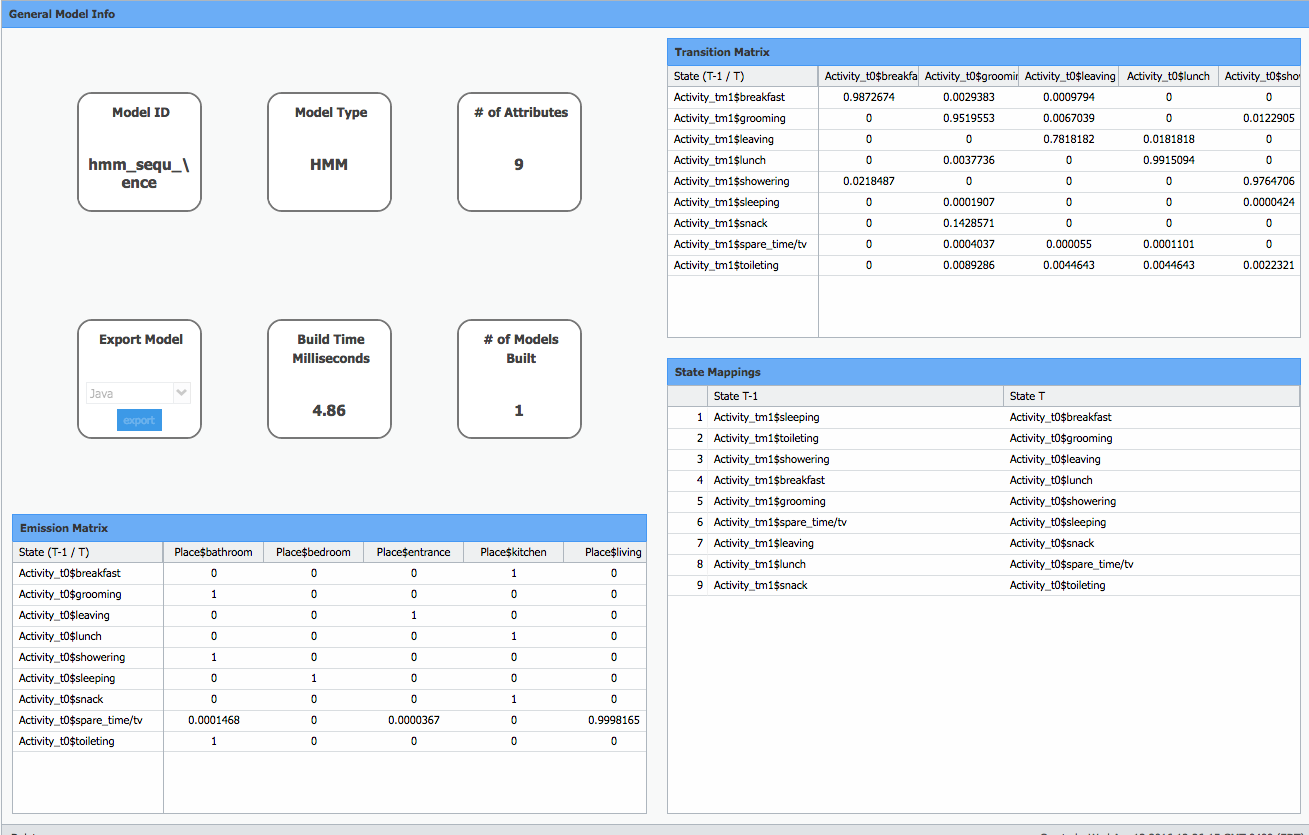 General Model Info
Model ID
hmm_sequ_\
ence
Model Type
HMM
# of Attributes
9
Export Model
Java
export
Build Time
Milliseconds
4.86
# of Models
Built
1
Transition Matrix
State (T-1 / T) Activity_t0$breakfa Activity_t0$groomin Activity_t0$leaving Activity_t0$lunch Activity_t0$sho
Activity_tm1$breakfast 0.9872674 0.0029383 0.0009794 0 0
Activity_tm1$grooming 0 0.9519553 0.0067039 0 0.0122905
Activity_tm1$leaving 0 0 0.7818182 0.0181818 0
Activity_tm1$lunch 0 0.0037736 0 0.9915094 0
Activity_tm1$showering 0.0218487 0 0 0 0.9764706
Activity_tm1$sleeping 0 0.0001907 0 0 0.0000424
Activity_tm1$snack 0 0.1428571 0 0 0
Activity_tm1$spare_time/tv 0 0.0004037 0.000055 0.0001101 0
Activity_tm1$toileting 0 0.0089286 0.0044643 0.0044643 0.0022321
State Mappings
State T-1 State T
1 Activity_tm1$sleeping Activity_t0$breakfast
2 Activity_tm1$toileting Activity_t0$grooming
3 Activity_tm1$showering Activity_t0$leaving
4 Activity_tm1$breakfast Activity_t0$lunch
5 Activity_tm1$grooming Activity_t0$showering
6 Activity_tm1$spare_time/tv Activity_t0$sleeping
7 Activity_tm1$leaving Activity_t0$snack
8 Activity_tm1$lunch Activity_t0$spare_time/tv
9 Activity_tm1$snack Activity_t0$toileting
Emission Matrix
State (T-1 / T) Place$bathroom Place$bedroom Place$entrance Place$kitchen Place$living
Activity_t0$breakfast 0 0 0 1 0
Activity_t0$grooming 1 0 0 0 0
Activity_t0$leaving 0 0 1 0 0
Activity_t0$lunch 0 0 0 1 0
Activity_t0$showering 1 0 0 0 0
Activity_t0$sleeping 0 1 0 0 0
Activity_t0$snack 0 0 0 1 0
Activity_t0$spare_time/tv 0.0001468 0 0.0000367 0 0.9998165
Activity_t0$toileting 1 0 0 0 0